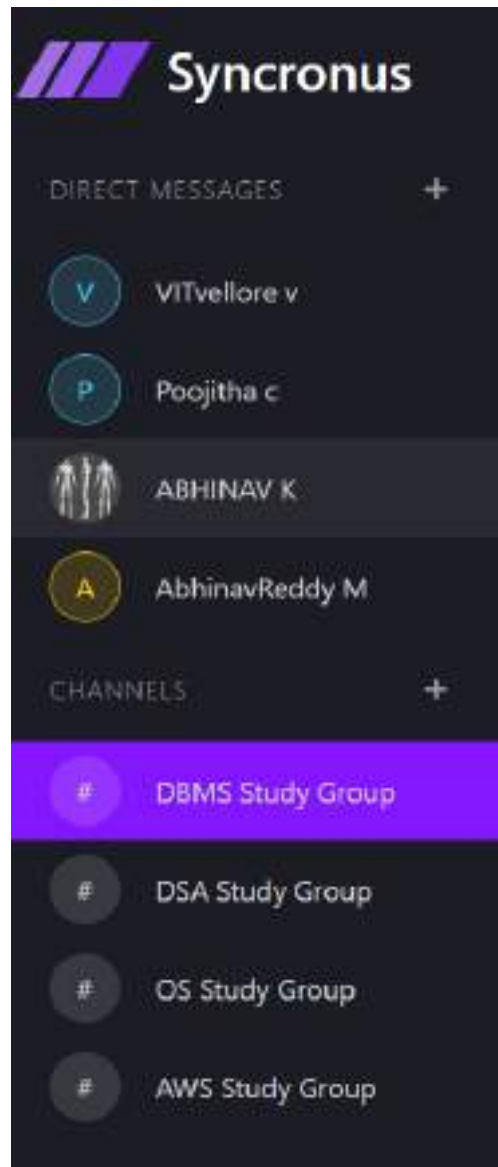 Syncronus
DIRECT MESSAGES +
V VITvellore v
P Poojitha c
ABHINAV K
A AbhinavReddy M
CHANNELS +
# DBMS Study Group
# DSA Study Group
# OS Study Group
# AWS Study Group